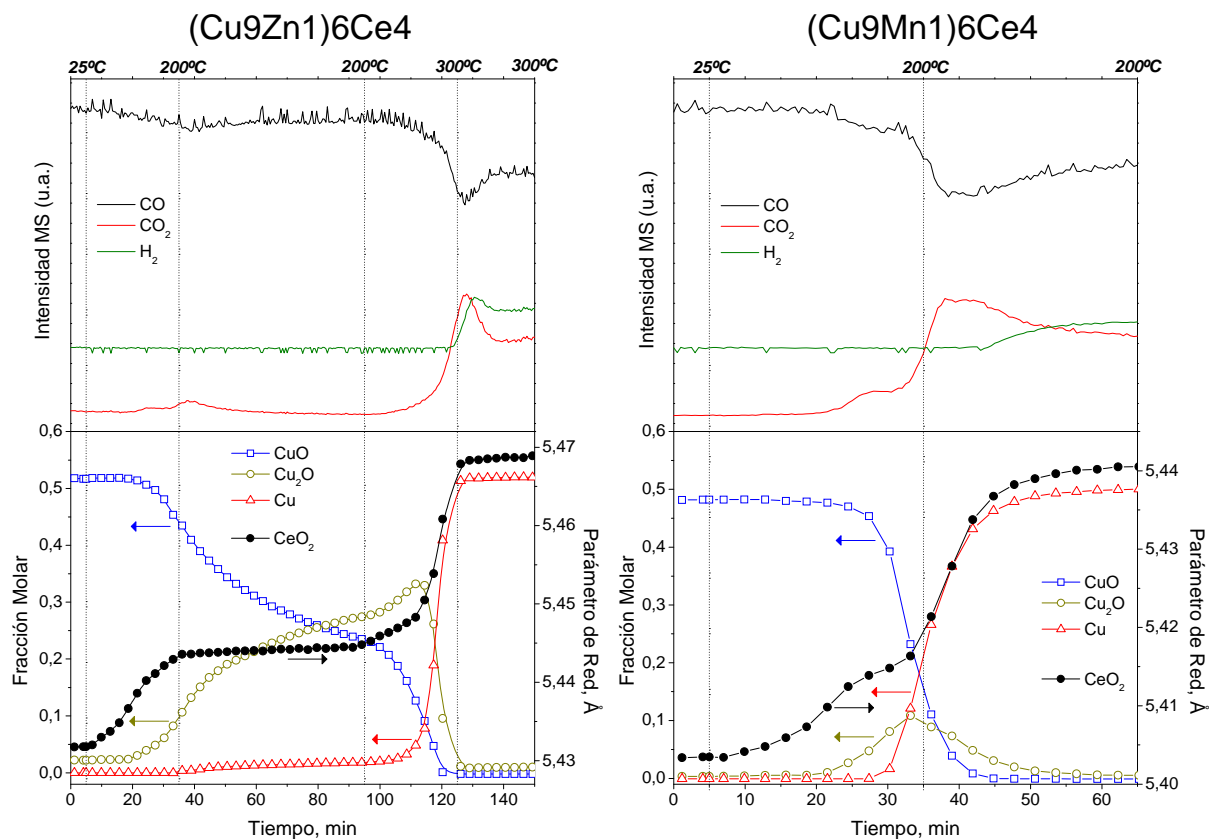 (Cu9Zn1)6Ce4
25ºC 200ºC 200ºC 300ºC 300ºC
Intensidad MS (u.a.)
CO
CO2
H2
0,6
0,5
0,4
0,3
0,2
0,1
0,0
Fracción Molar
CuO
Cu2O
Cu
CeO2
5,47
5,46
5,45
5,44
5,43
Parámetro de Red, Å
0 20 40 60 80 100 120 140
Tiempo, min
(Cu9Mn1)6Ce4
25ºC 200ºC 200ºC
Intensidad MS (u.a.)
CO
CO2
H2
0,6
0,5
0,4
0,3
0,2
0,1
0,0
Fracción Molar
CuO
Cu2O
Cu
CeO2
5,44
5,43
5,42
5,41
5,40
Parámetro de Red, Å
0 10 20 30 40 50 60
Tiempo, min